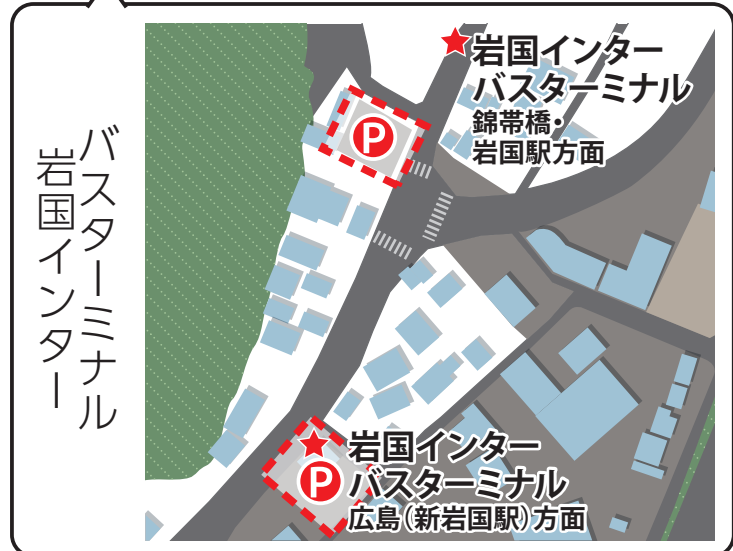 岩国インター
バスターミナル
岩国インター
バスターミナル
錦帯橋・
岩国駅方面
P
岩国インター
バスターミナル
P
広島（新岩国駅）方面